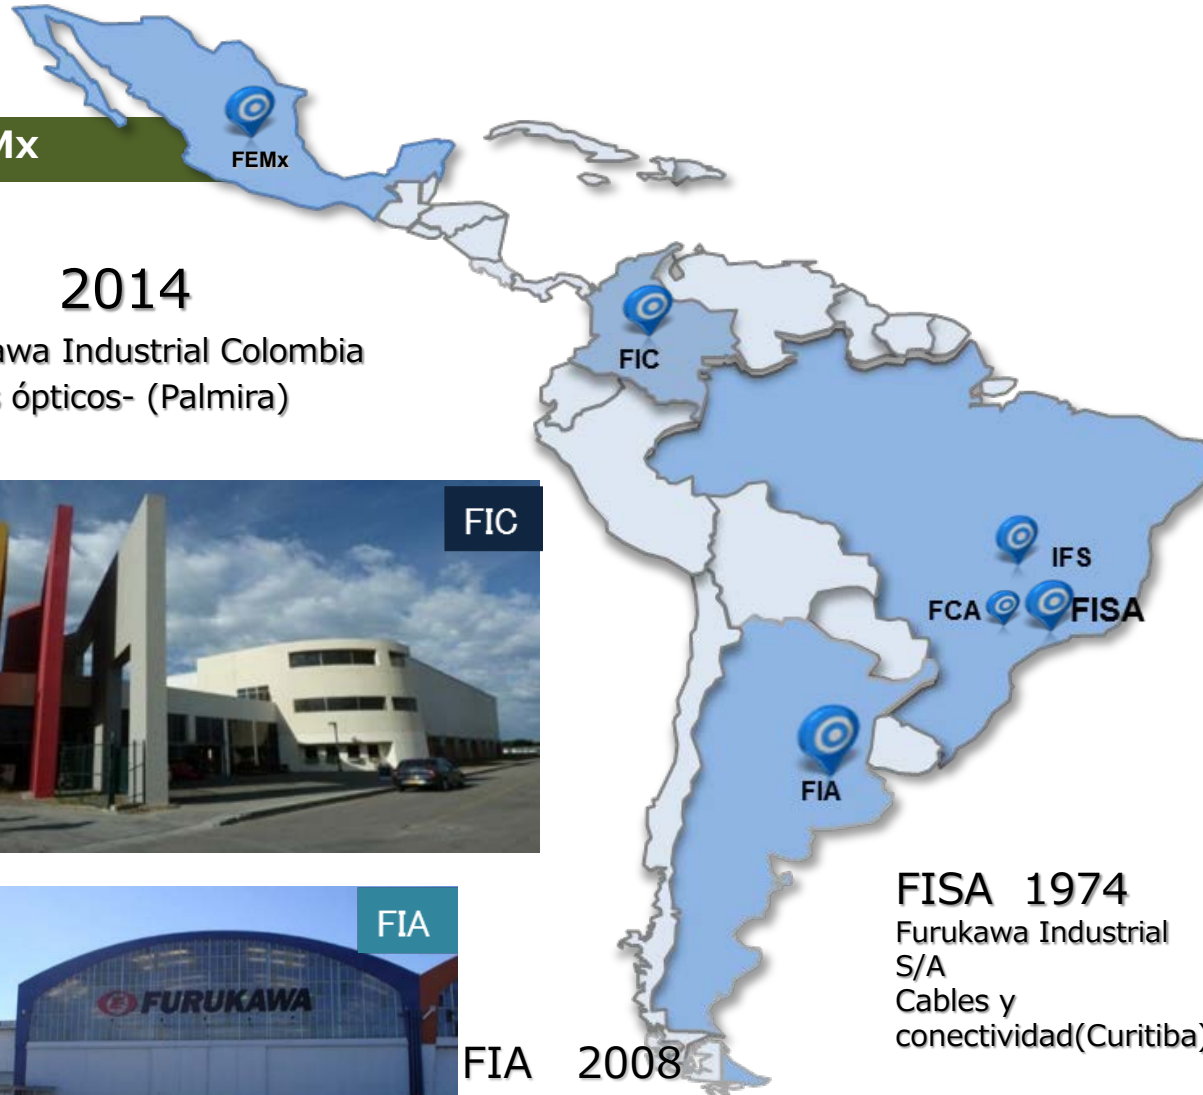 Mx
FEMx
2014
awa Industrial Colombia
s ópticos- (Palmira)
FIC
FIC
IFS
FCA
FISA
FIA
FIA
FURUKAWA
FISA 1974
Furukawa Industrial
S/A
Cables y
conectividad(Curitiba)
FIA 2008